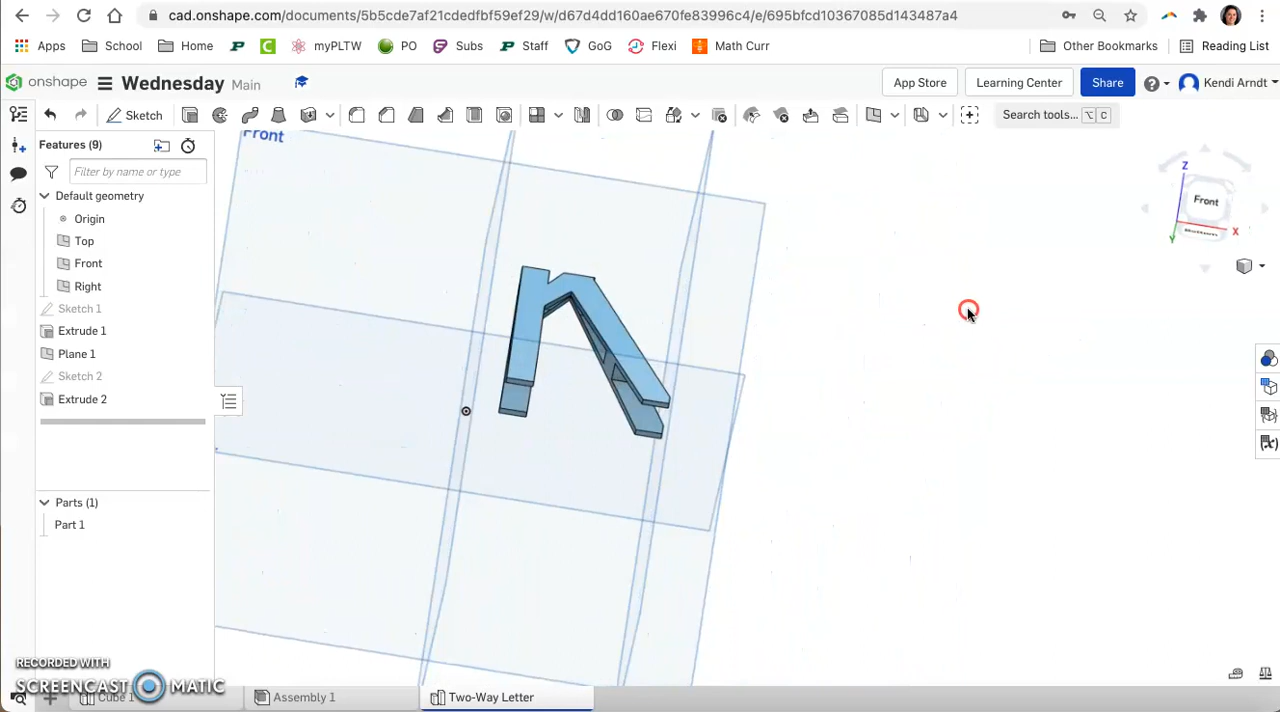 cad.onshape.com/documents/5b5cde7af21cdedfbf59ef29/w/d67d4dd160ae670fe83996c4/e/695bfcd10367085d143487a4
Apps School Home myPLTW PO Subs Staff GoG Flexi Math Curr Other Bookmarks Reading List
onshape Wednesday Main App Store Learning Center Share Kendi Arndt
Sketch Search tools... ⌥ C
Features (9)
Filter by name or type
Default geometry
Origin
Top
Front
Right
Sketch 1
Extrude 1
Plane 1
Sketch 2
Extrude 2
Parts (1)
Part 1
Front
Z
Front
X
Y
RECORDED WITH
SCREENCAST MATIC
Cube 1 Assembly 1 Two-Way Letter